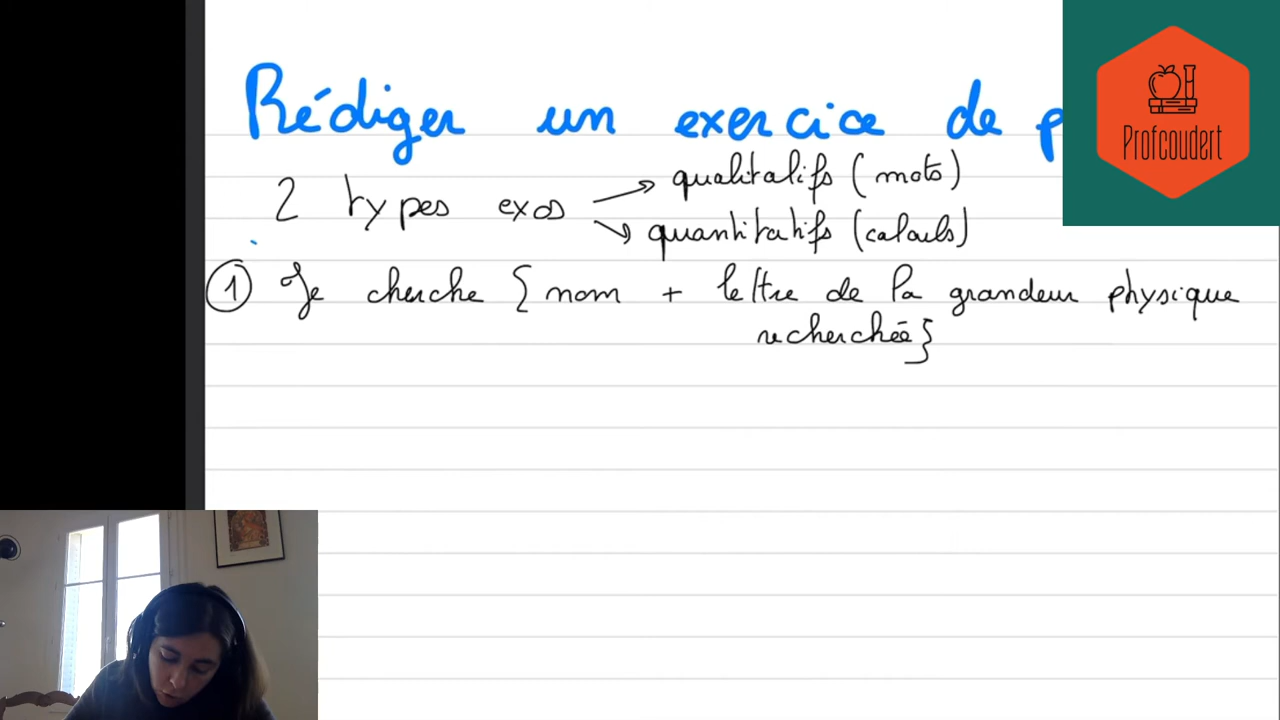 Rédiger un exercice de p
2 types exos → qualitatifs (mots)
→ quantitatifs (calculs)
① Je cherche { nom + lettre de la grandeur physique
recherchée}
Profcoudert